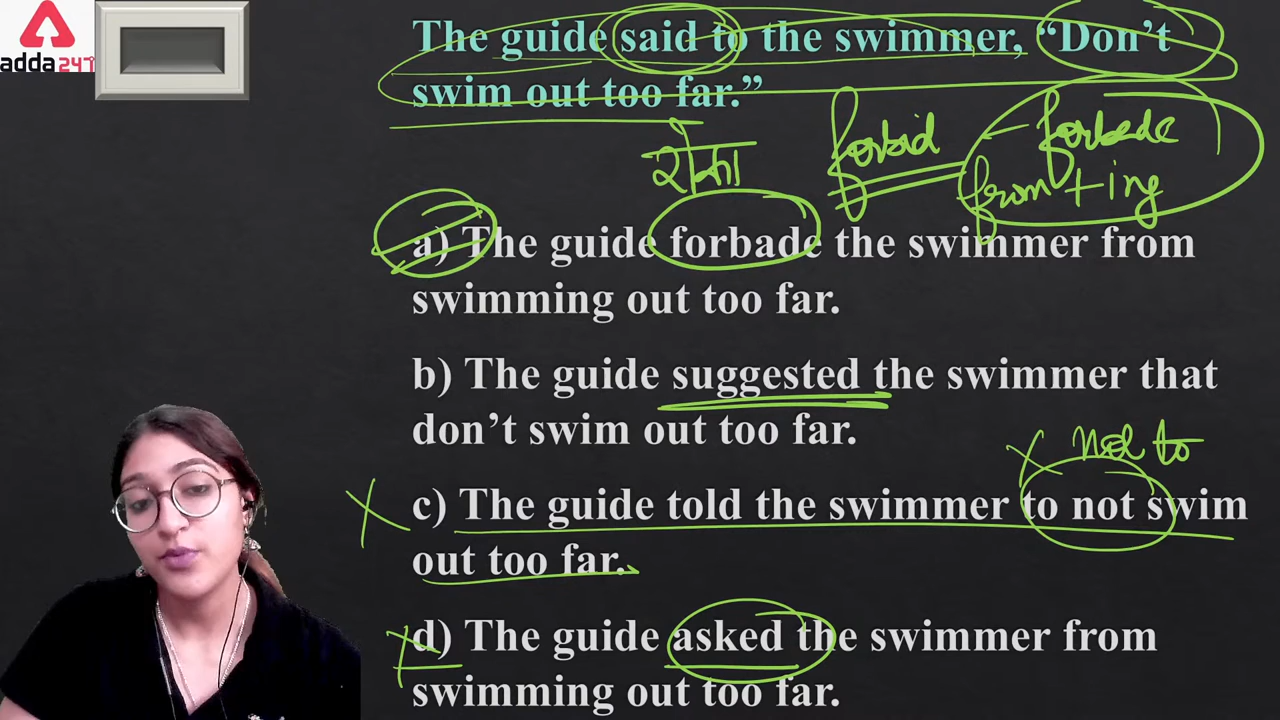 The guide said to the swimmer, “Don’t
swim out too far.”
adda247
रोका
forbid
forbade
from + ing
a) The guide forbade the swimmer from
swimming out too far.
b) The guide suggested the swimmer that
don’t swim out too far.
not to
c) The guide told the swimmer to not swim
out too far.
d) The guide asked the swimmer from
swimming out too far.